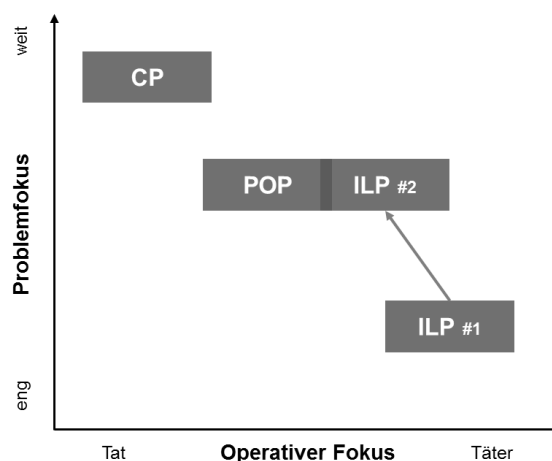 weit
CP
Problemfokus
POP
ILP #2
ILP #1
eng
Tat
Operativer Fokus
Täter